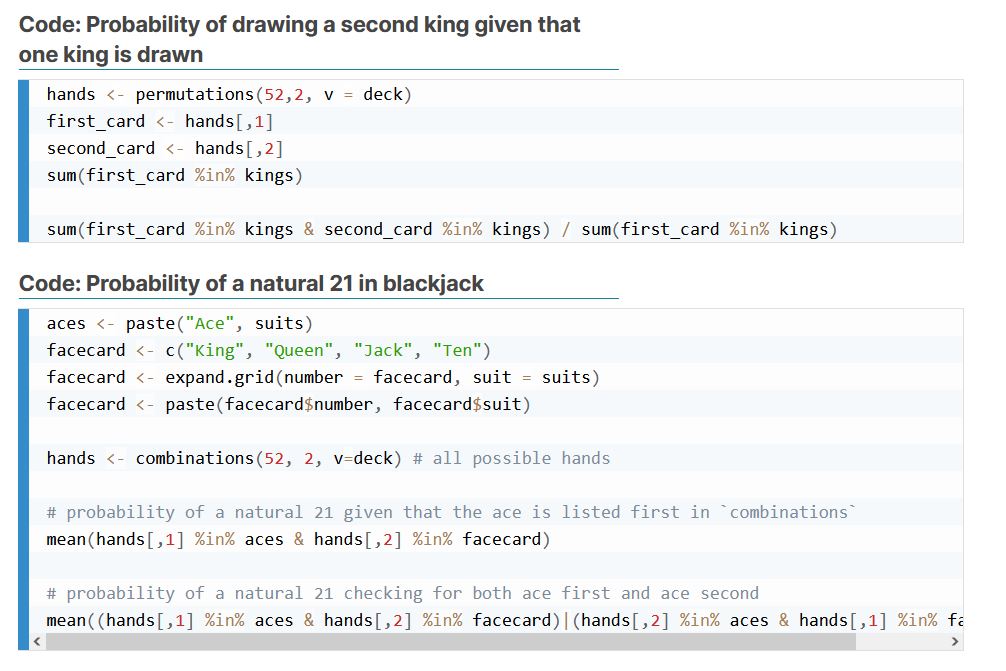 Code: Probability of drawing a second king given that
one king is drawn
hands <- permutations(52,2, v = deck)
first_card <- hands[,1]
second_card <- hands[,2]
sum(first_card %in% kings)
sum(first_card %in% kings & second_card %in% kings) / sum(first_card %in% kings)
Code: Probability of a natural 21 in blackjack
aces <- paste("Ace", suits)
facecard <- c("King", "Queen", "Jack", "Ten")
facecard <- expand.grid(number = facecard, suit = suits)
facecard <- paste(facecard$number, facecard$suit)
hands <- combinations(52, 2, v=deck) # all possible hands
# probability of a natural 21 given that the ace is listed first in `combinations`
mean(hands[,1] %in% aces & hands[,2] %in% facecard)
# probability of a natural 21 checking for both ace first and ace second
mean((hands[,1] %in% aces & hands[,2] %in% facecard)|(hands[,2] %in% aces & hands[,1] %in% fa